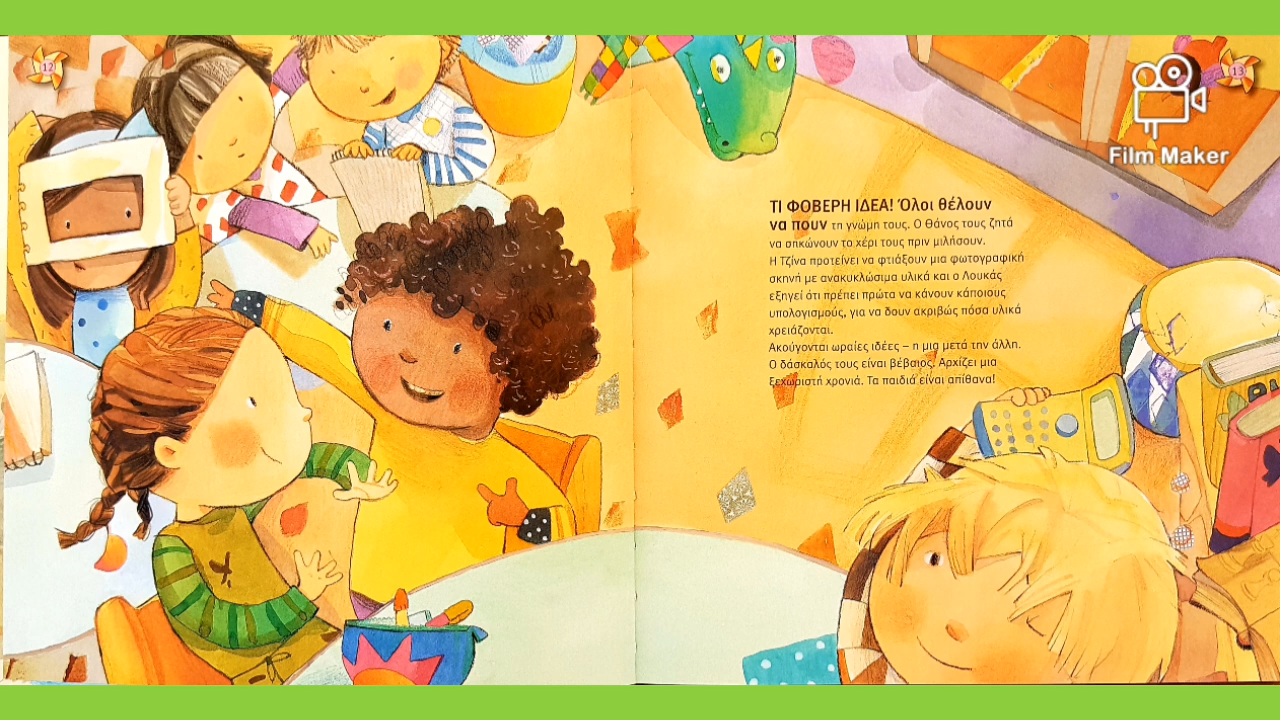 12
13
Film Maker
ΤΙ ΦΟΒΕΡΗ ΙΔΕΑ! Όλοι θέλουν
να πουν τη γνώμη τους. Ο Θάνος τους ζητά
να σηκώνουν το χέρι τους πριν μιλήσουν.
Η Τζίνα προτείνει να φτιάξουν μια φωτογραφική
σκηνή με ανακυκλώσιμα υλικά και ο Λουκάς
εξηγεί ότι πρέπει πρώτα να κάνουν κάποιους
υπολογισμούς, για να δουν ακριβώς πόσα υλικά
χρειάζονται.
Ακούγονται ωραίες ιδέες – η μια μετά την άλλη.
Ο δάσκαλός τους είναι βέβαιος. Αρχίζει μια
ξεχωριστή χρονιά. Τα παιδιά είναι απίθανα!